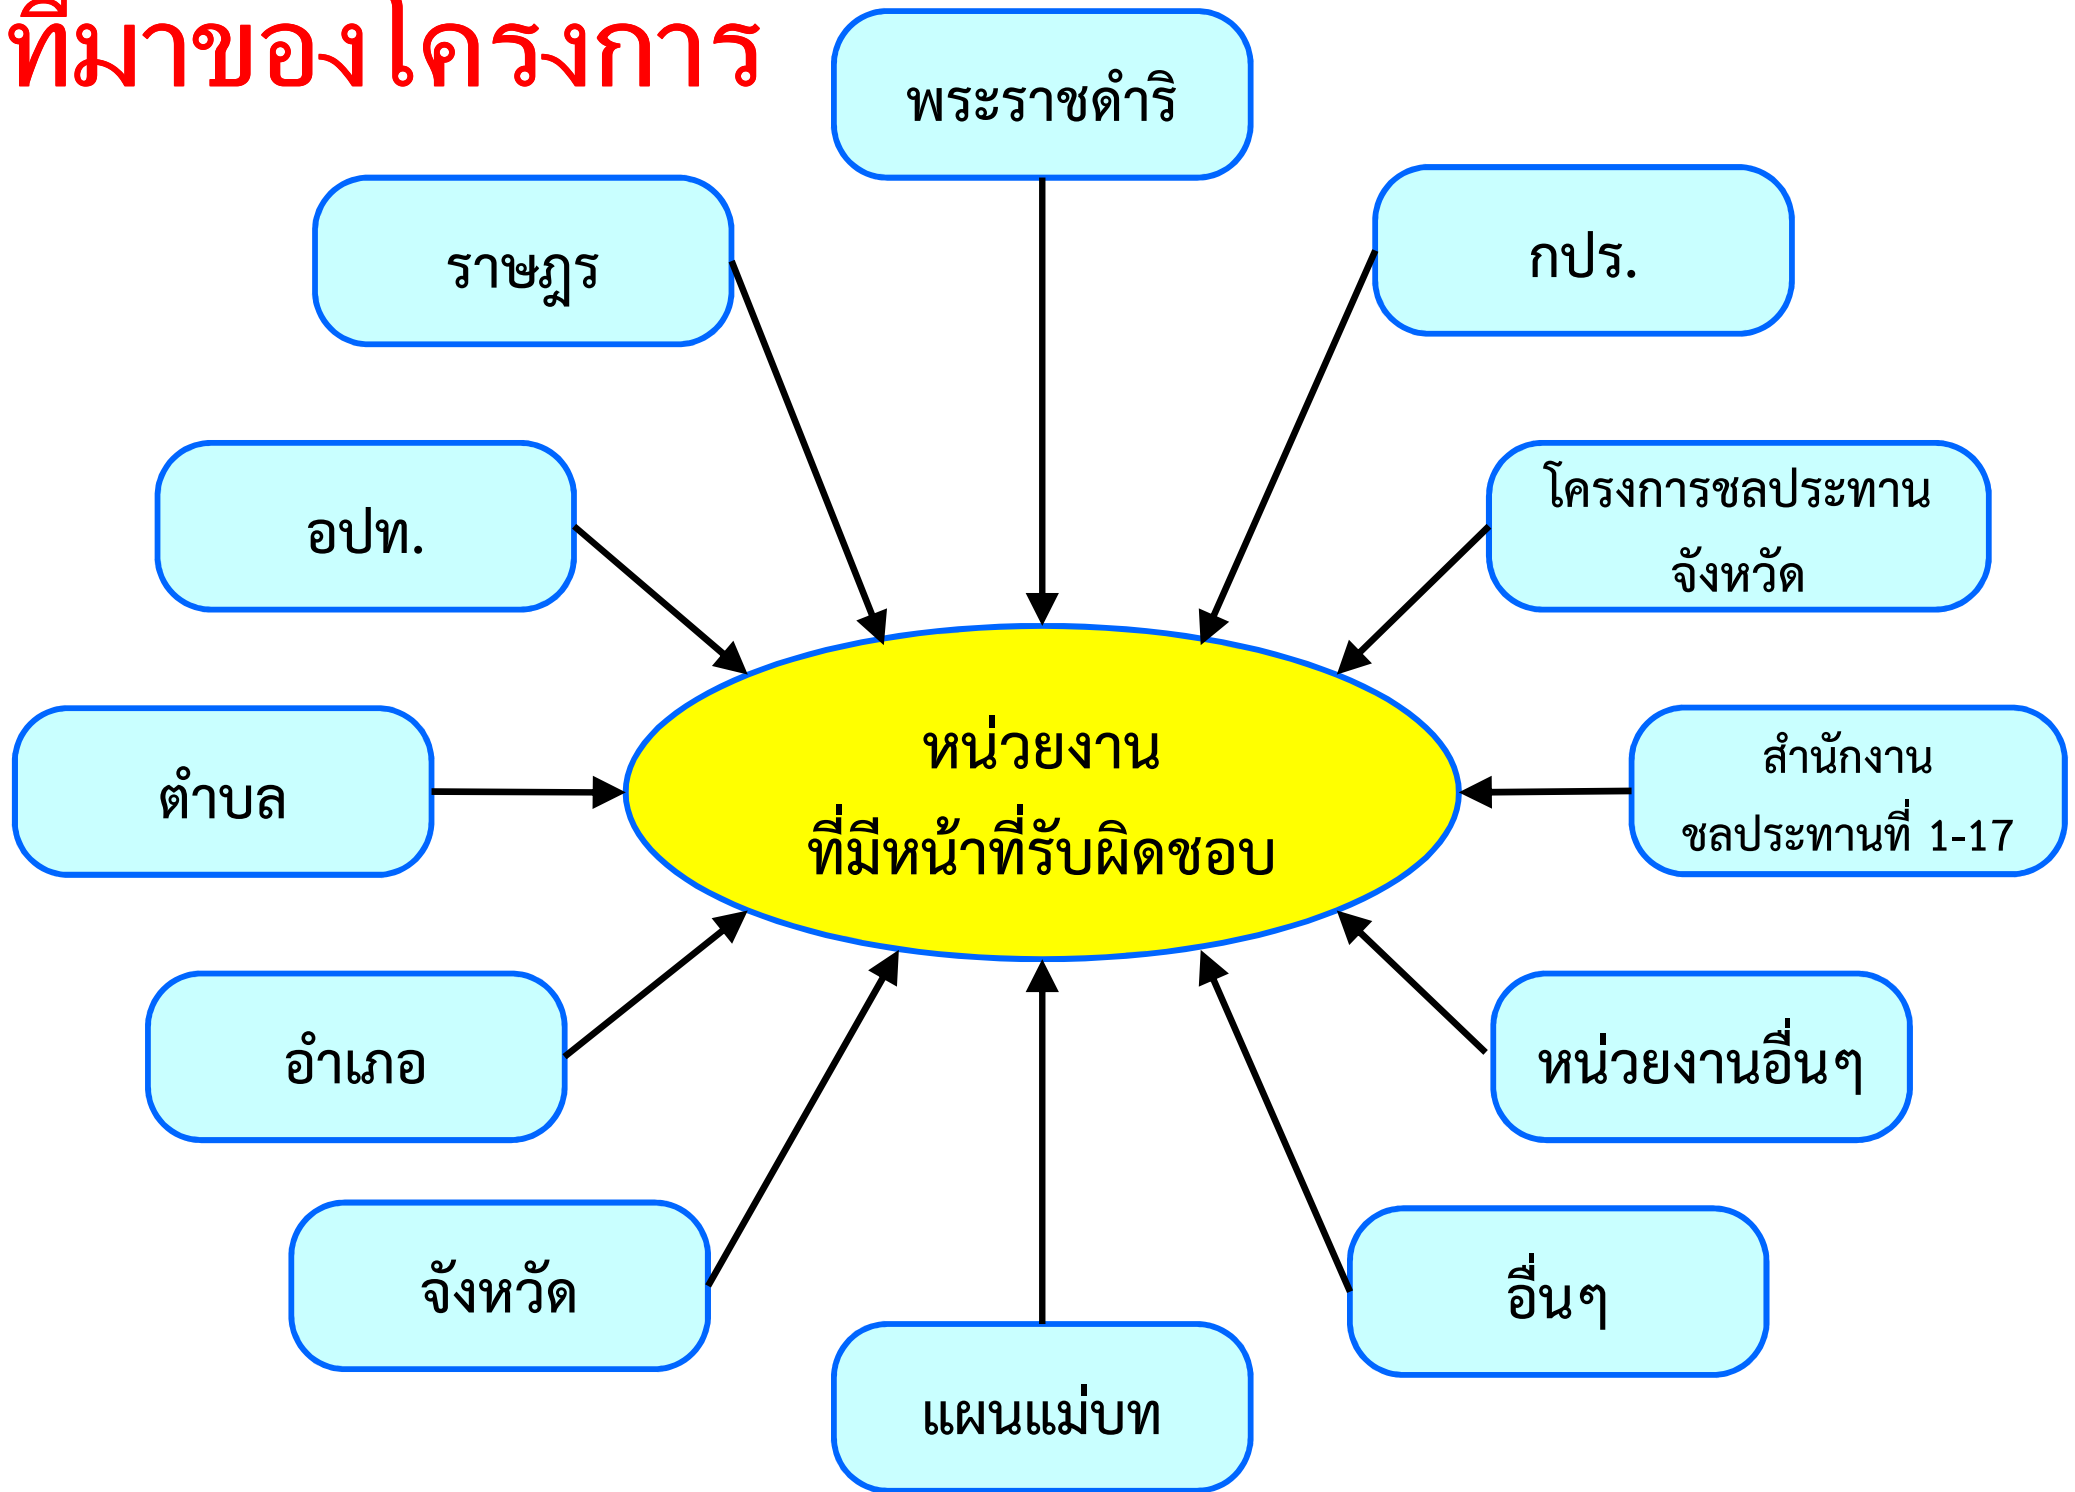 ที่มาของโครงการ
พระราชดำริ
ราษฎร
กปร.
อปท.
โครงการชลประทาน
จังหวัด
หน่วยงาน
ที่มีหน้าที่รับผิดชอบ
ตำบล
สำนักงาน
ชลประทานที่ 1-17
อำเภอ
หน่วยงานอื่นๆ
จังหวัด
อื่นๆ
แผนแม่บท